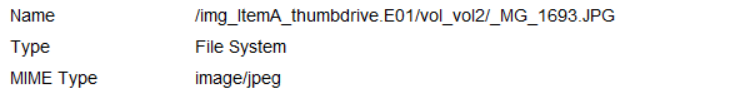 Name /img_ItemA_thumbdrive.E01/vol_vol2/_MG_1693.JPG
Type File System
MIME Type image/jpeg